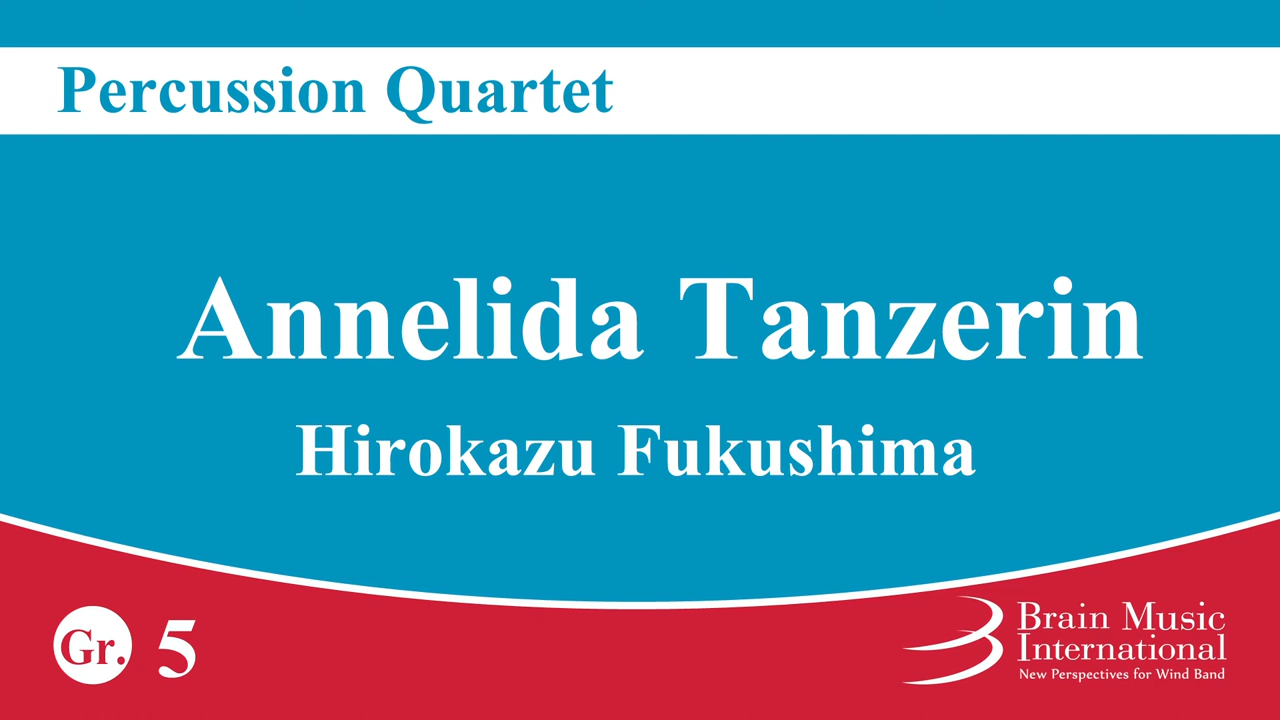 Percussion Quartet
Annelida Tanzerin
Hirokazu Fukushima
Gr. 5
Brain Music
International
New Perspectives for Wind Band